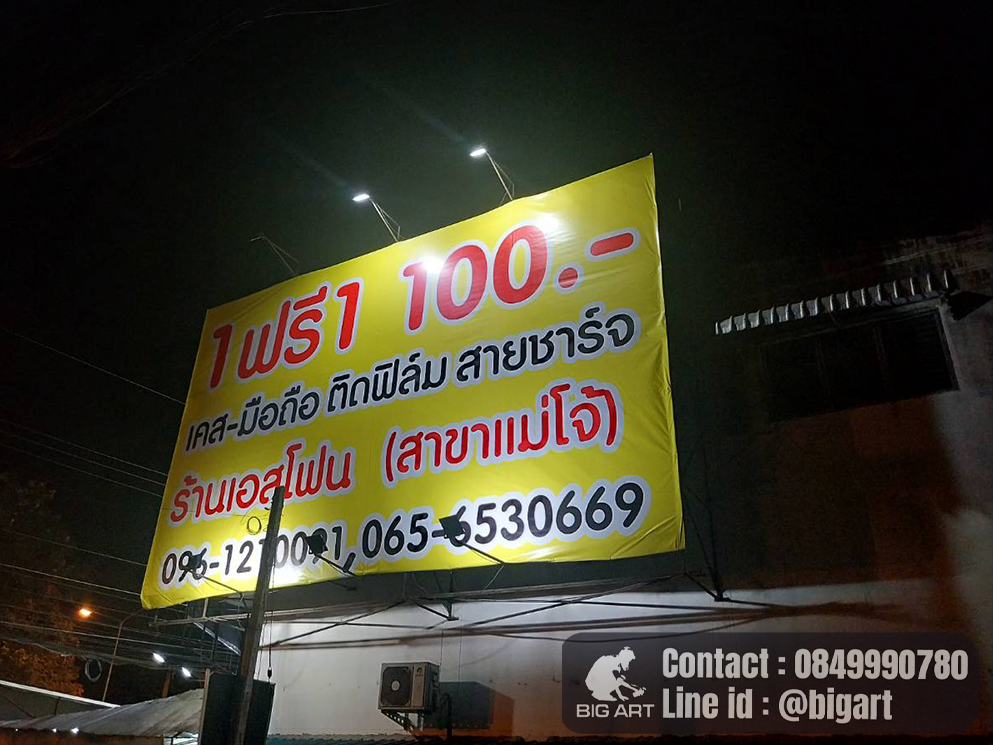 1 ฟรี 1 100.-
เคส-มือถือ ติดฟิล์ม สายชาร์จ
ร้านเอสโฟน (สาขาแม่โจ้)
065-6530669
BIG ART
Contact : 0849990780
Line id : @bigart